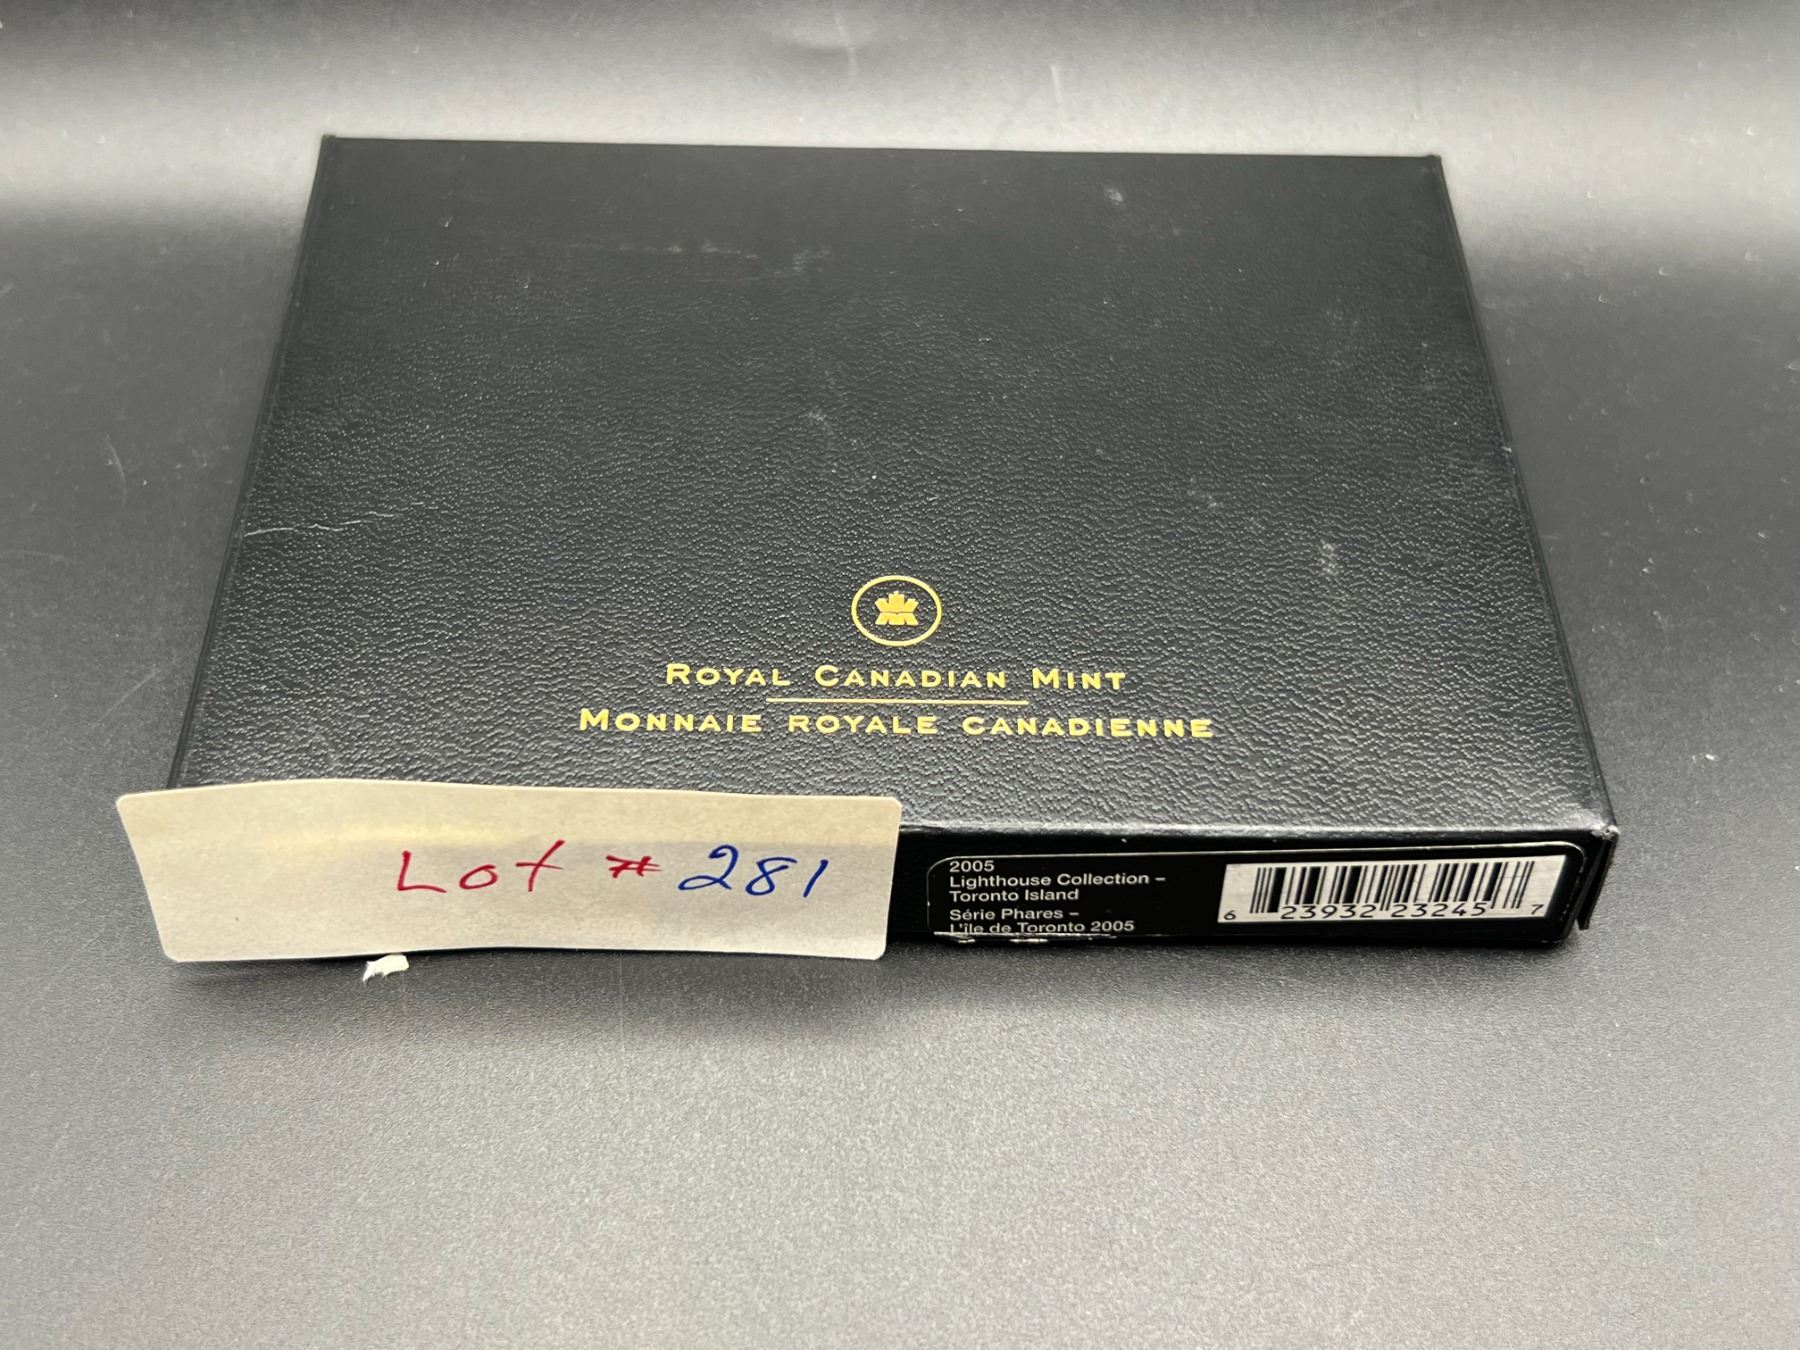 ROYAL CANADIAN MINT
MONNAIE ROYALE CANADIENNE
Lot # 281
2005
Lighthouse Collection –
Toronto Island
Série Phares –
L'île de Toronto 2005
6 23932 23245 7